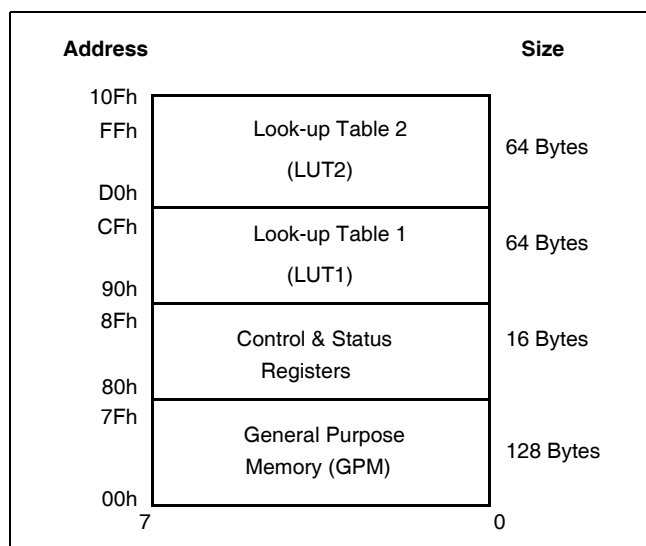 Address Size
10Fh
FFh
Look-up Table 2
(LUT2)
64 Bytes
D0h
CFh
Look-up Table 1
(LUT1)
64 Bytes
90h
8Fh
Control & Status
Registers
16 Bytes
80h
7Fh
General Purpose
Memory (GPM)
128 Bytes
00h
7 0